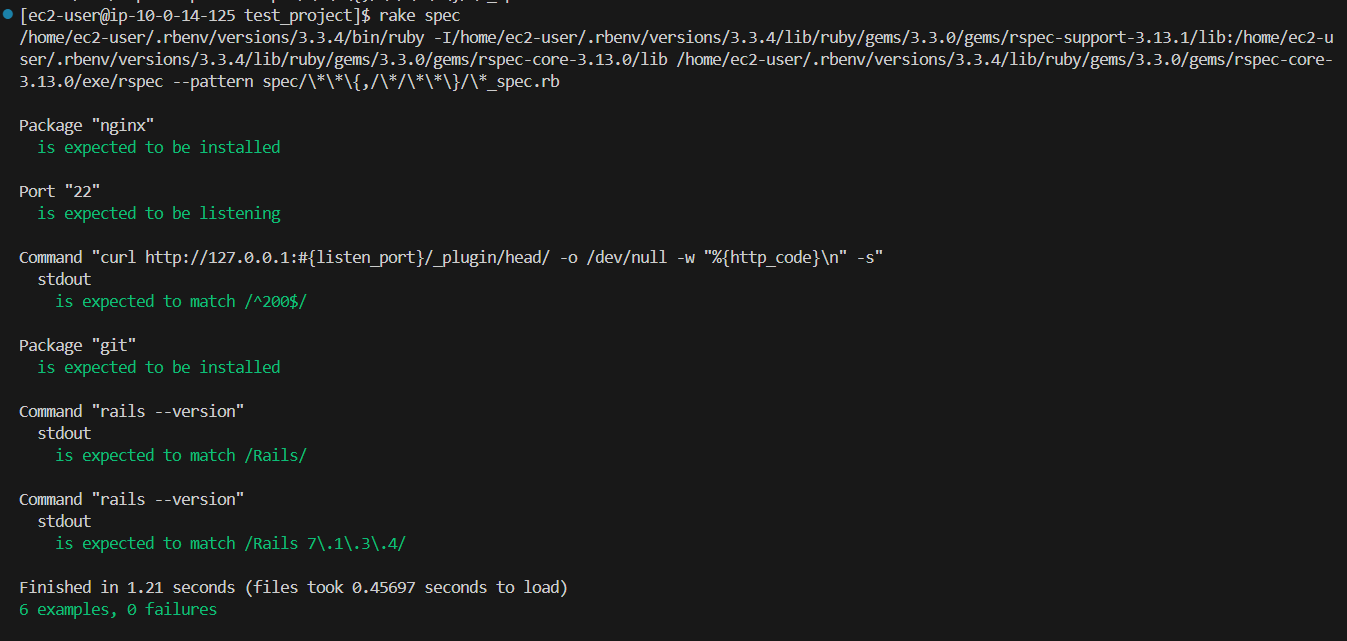 [ec2-user@ip-10-0-14-125 test_project]$ rake spec
/home/ec2-user/.rbenv/versions/3.3.4/bin/ruby -I/home/ec2-user/.rbenv/versions/3.3.4/lib/ruby/gems/3.3.0/gems/rspec-support-3.13.1/lib:/home/ec2-u
ser/.rbenv/versions/3.3.4/lib/ruby/gems/3.3.0/gems/rspec-core-3.13.0/lib /home/ec2-user/.rbenv/versions/3.3.4/lib/ruby/gems/3.3.0/gems/rspec-core-
3.13.0/exe/rspec --pattern spec/\*\*\{,/\*/\*\*\}/\*_spec.rb
Package "nginx"
is expected to be installed
Port "22"
is expected to be listening
Command "curl http://127.0.0.1:#{listen_port}/_plugin/head/ -o /dev/null -w "%{http_code}\n" -s"
stdout
is expected to match /^200$/
Package "git"
is expected to be installed
Command "rails --version"
stdout
is expected to match /Rails/
Command "rails --version"
stdout
is expected to match /Rails 7\.1\.3\.4/
Finished in 1.21 seconds (files took 0.45697 seconds to load)
6 examples, 0 failures